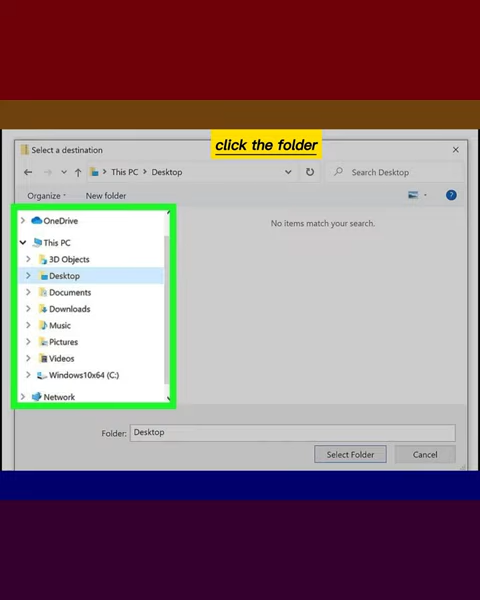 click the folder
Select a destination
This PC > Desktop
Search Desktop
Organize
New folder
?
OneDrive
No items match your search.
This PC
3D Objects
Desktop
Documents
Downloads
Music
Pictures
Videos
Windows10x64 (C:)
Network
Folder: Desktop
Select Folder
Cancel